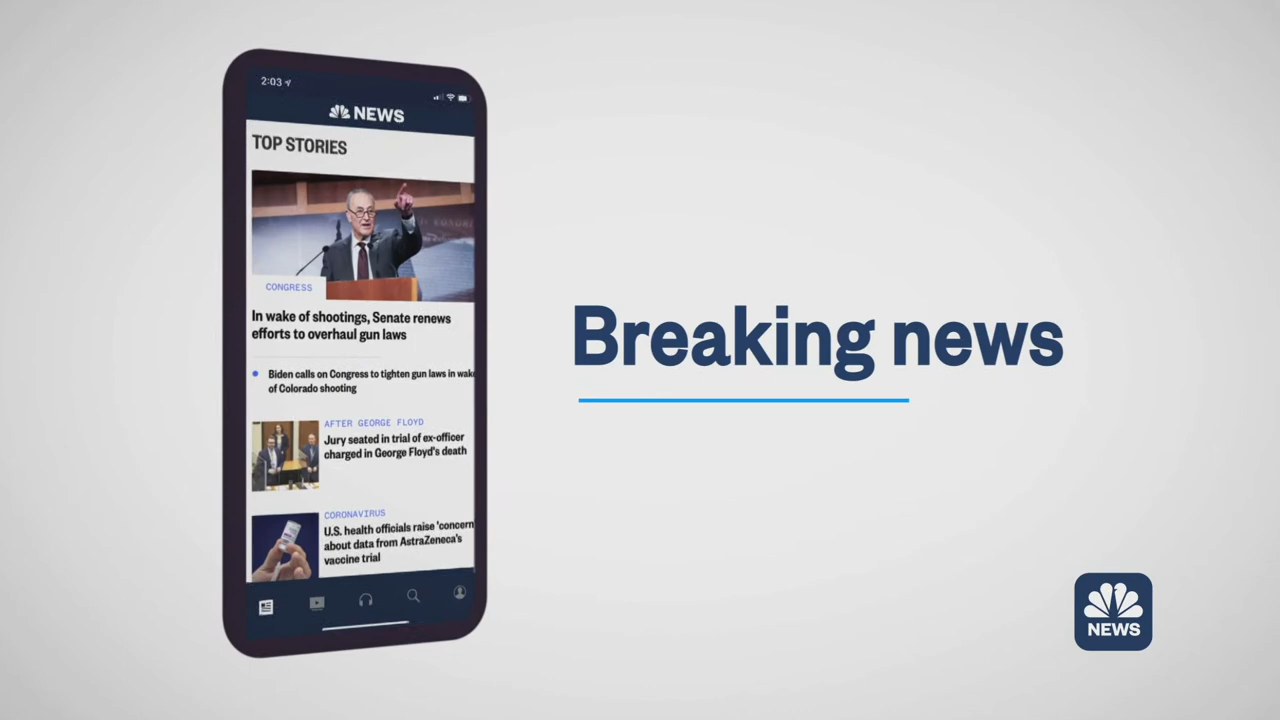 2:03
NEWS
TOP STORIES
CONGRESS
In wake of shootings, Senate renews
efforts to overhaul gun laws
Biden calls on Congress to tighten gun laws in wake
of Colorado shooting
AFTER GEORGE FLOYD
Jury seated in trial of ex-officer
charged in George Floyd's death
CORONAVIRUS
U.S. health officials raise 'concern
about data from AstraZeneca's
vaccine trial
Breaking news
NEWS